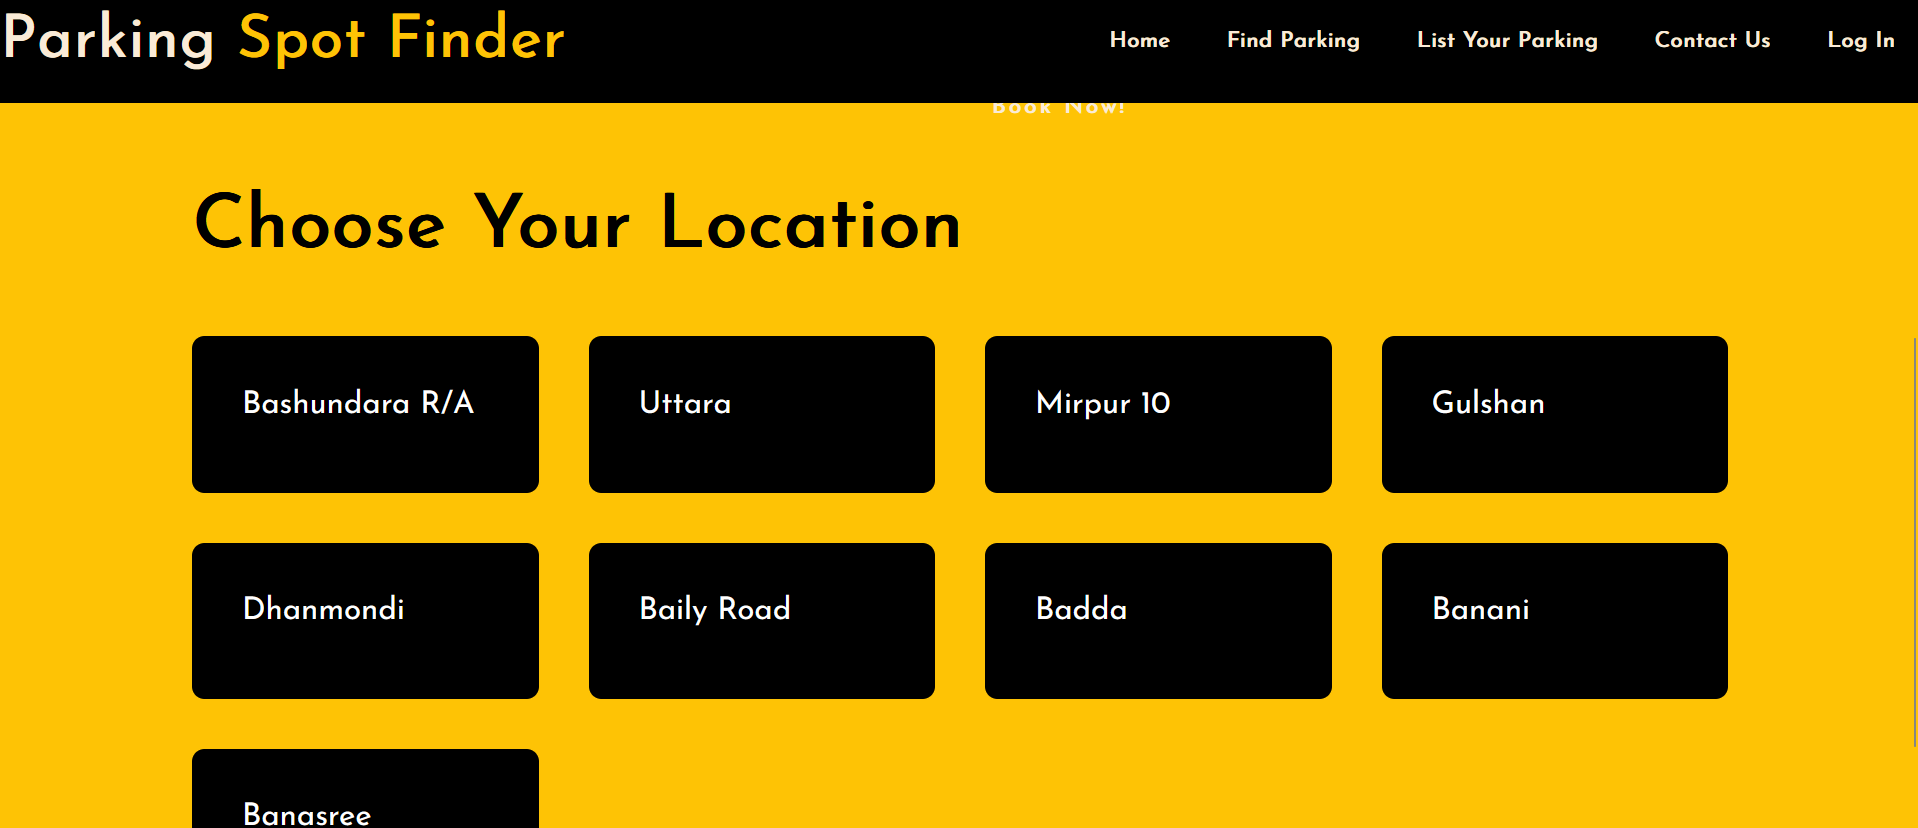 Parking Spot Finder
Home Find Parking List Your Parking Contact Us Log In
Book Now!
Choose Your Location
Bashundara R/A Uttara Mirpur 10 Gulshan
Dhanmondi Baily Road Badda Banani
Banasree